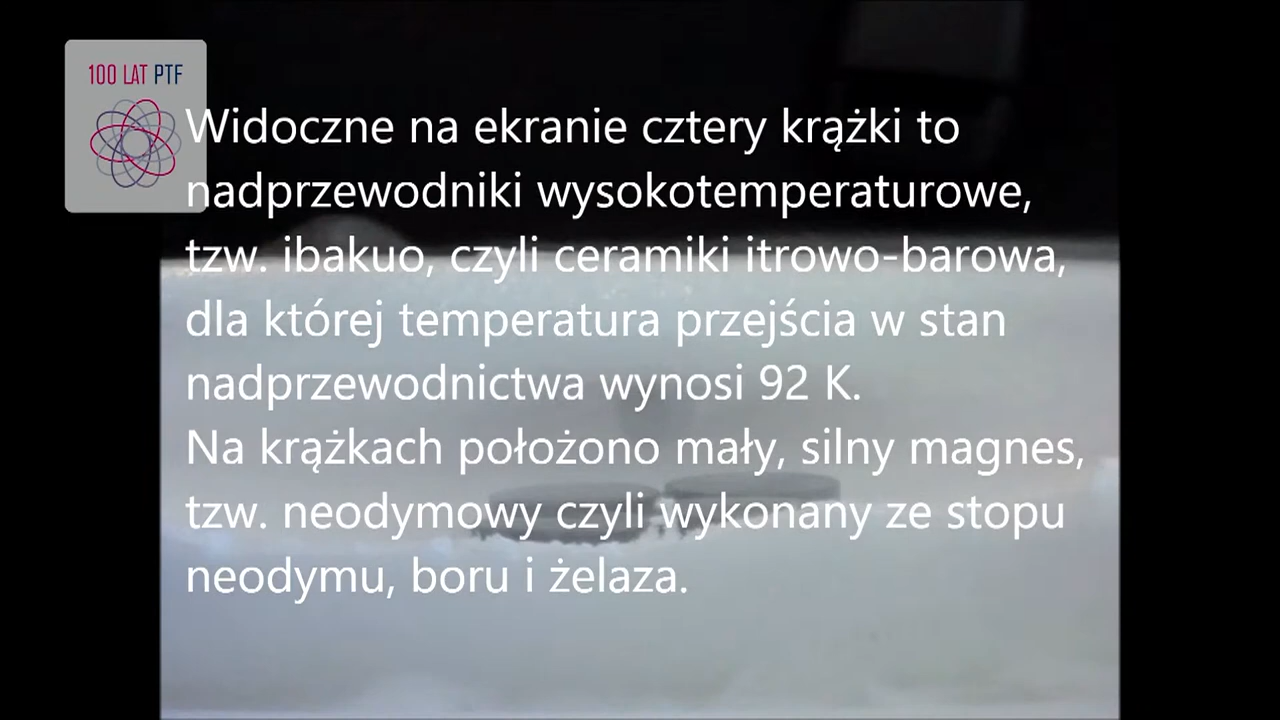 100 LAT PTF
Widoczne na ekranie cztery krążki to
nadprzewodniki wysokotemperaturowe,
tzw. ibakuo, czyli ceramiki itrowo-barowa,
dla której temperatura przejścia w stan
nadprzewodnictwa wynosi 92 K.
Na krążkach położono mały, silny magnes,
tzw. neodymowy czyli wykonany ze stopu
neodymu, boru i żelaza.